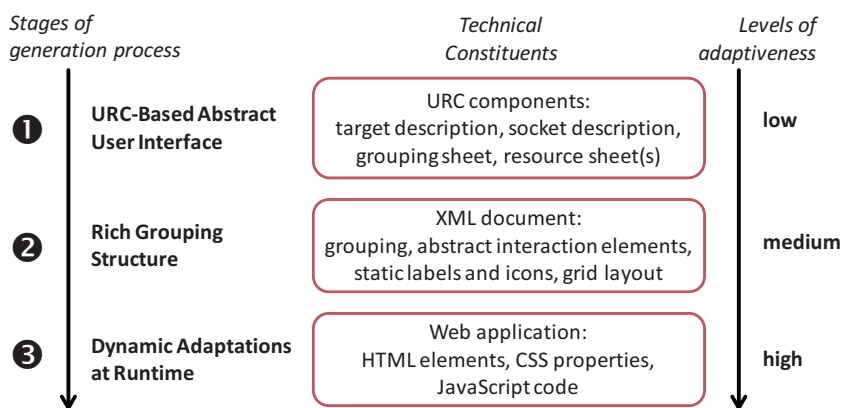 Stages of
generation process
Technical
Constituents
Levels of
adaptiveness
❶
URC-Based Abstract
User Interface
URC components:
target description, socket description,
grouping sheet, resource sheet(s)
low
❷
Rich Grouping
Structure
XML document:
grouping, abstract interaction elements,
static labels and icons, grid layout
medium
❸
Dynamic Adaptations
at Runtime
Web application:
HTML elements, CSS properties,
JavaScript code
high